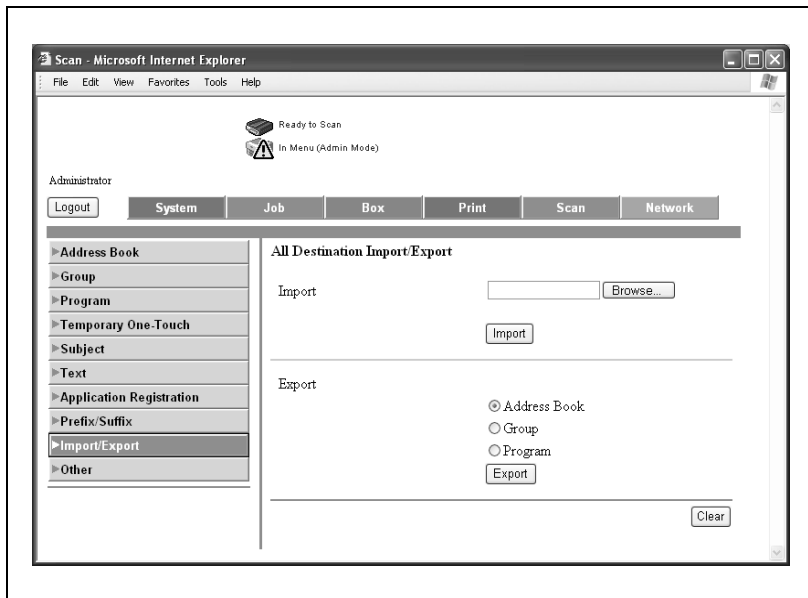 Scan - Microsoft Internet Explorer
File Edit View Favorites Tools Help
Ready to Scan
In Menu (Admin Mode)
Administrator
Logout System Job Box Print Scan Network
Address Book
Group
Program
Temporary One-Touch
Subject
Text
Application Registration
Prefix/Suffix
Import/Export
Other
All Destination Import/Export
Import Browse...
Import
Export
Address Book
Group
Program
Export
Clear